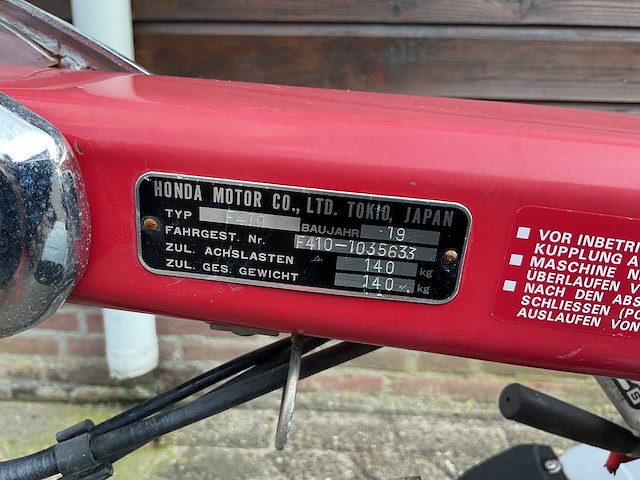 HONDA MOTOR CO., LTD. TOKIO, JAPAN
TYP F410 BAUJAHR 19
FAHRGEST. Nr. F410-1035633
ZUL. ACHSLASTEN 140 kg
ZUL. GES. GEWICHT 140 kg
VOR INBETRI
KUPPLUNG A
MASCHINE N
ÜBERLAUFEN V
NACH DEN ABS
SCHLIESSEN (PO
AUSLAUFEN VON